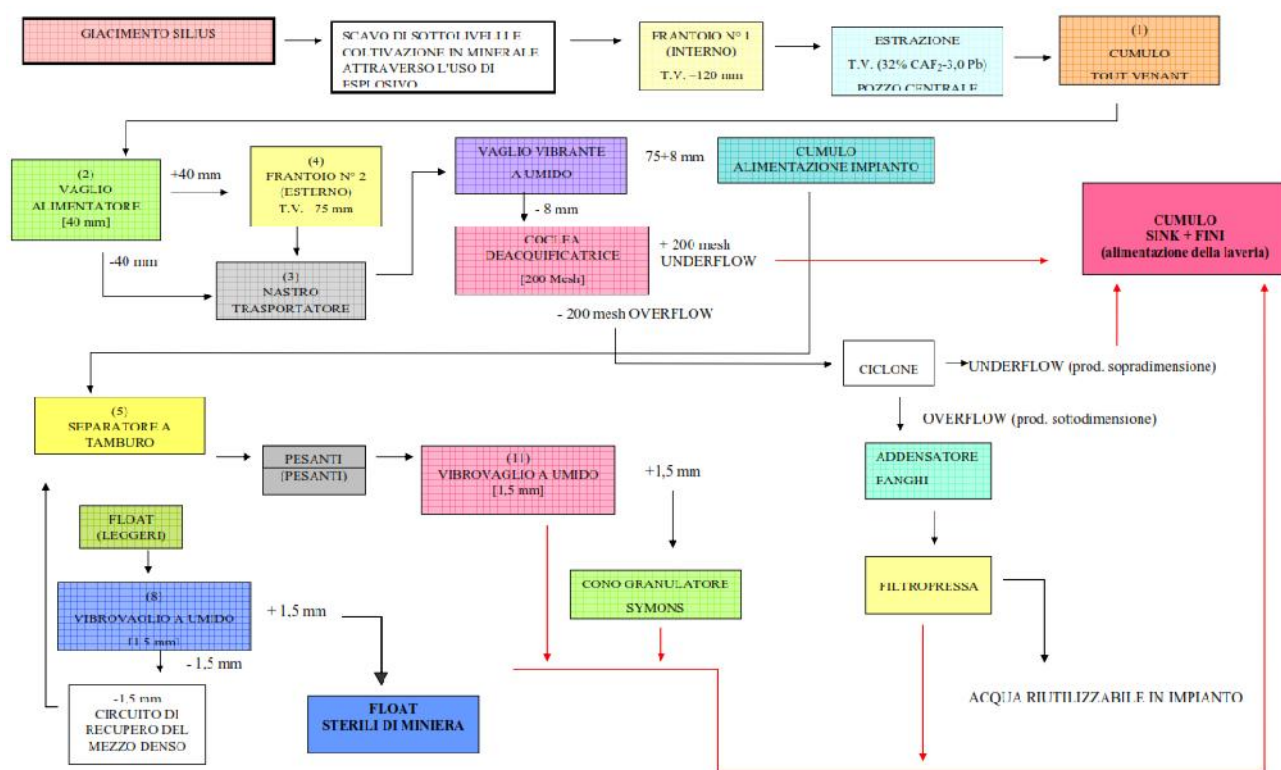 GIACIMENTO SILIUS
SCAVO DI SOTTOLIVELLI E
COLTIVAZIONE IN MINERALE
ATTRAVERSO L'USO DI
ESPLOSIVO
FRANTOIO N° 1
(INTERNO)
T.V. –120 mm
ESTRAZIONE
T.V. (32% CAF₂-3,0 Pb)
POZZO CENTRALE
(1)
CUMULO
TOUT VENANT
(2)
VAGLIO
ALIMENTATORE
[40 mm]
+40 mm
(4)
FRANTOIO N° 2
(ESTERNO)
T.V. 75 mm
VAGLIO VIBRANTE
A UMIDO
75+8 mm
CUMULO
ALIMENTAZIONE IMPIANTO
CUMULO
SINK + FINI
(alimentazione della laveria)
-40 mm
(3)
NASTRO
TRASPORTATORE
- 8 mm
COCLEA
DEACQUIFICATRICE
[200 Mesh]
+ 200 mesh
UNDERFLOW
- 200 mesh OVERFLOW
CICLONE
UNDERFLOW (prod. sopradimensione)
OVERFLOW (prod. sottodimensione)
(5)
SEPARATORE A
TAMBURO
PESANTI
(PESANTI)
(11)
VIBROVAGLIO A UMIDO
[1,5 mm]
+1,5 mm
ADDENSATORE
FANGHI
FLOAT
(LEGGERI)
(8)
VIBROVAGLIO A UMIDO
[1,5 mm]
+ 1,5 mm
CONO GRANULATORE
SYMONS
FILTROPRESSA
- 1,5 mm
-1,5 mm
CIRCUITO DI
RECUPERO DEL
MEZZO DENSO
FLOAT
STERILI DI MINIERA
ACQUA RIUTILIZZABILE IN IMPIANTO